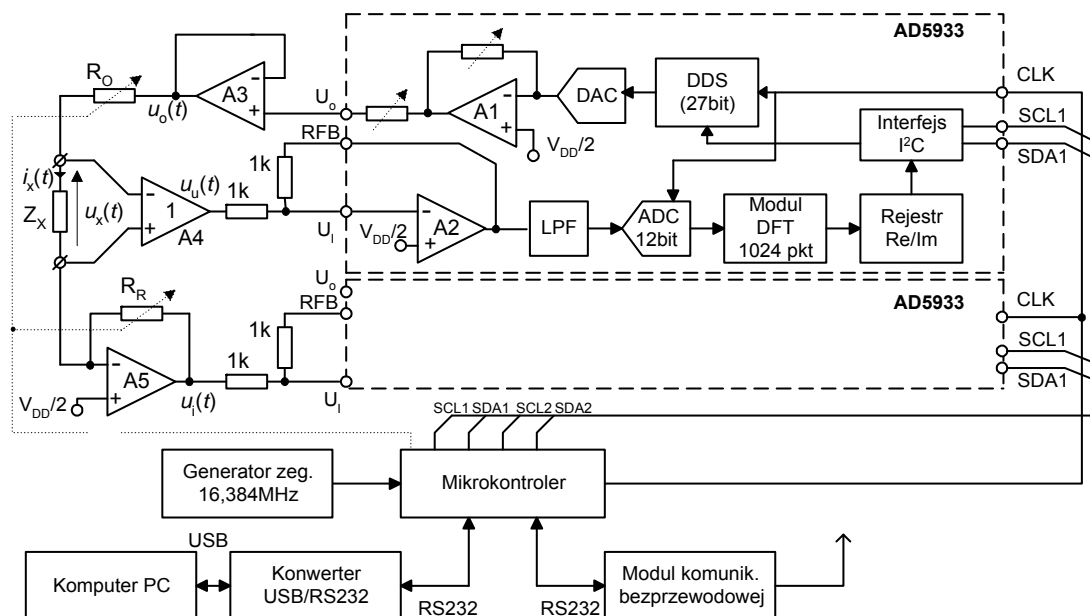 AD5933
R_O
A3
u_o(t)
U_o
RFB
A1
V_DD/2
DAC
DDS
(27bit)
CLK
SCL1
SDA1
Interfejs
I²C
i_x(t)
Z_X
u_x(t)
1
A4
u_u(t)
1k
1k
U_I
V_DD/2
A2
LPF
ADC
12bit
Moduł
DFT
1024 pkt
Rejestr
Re/Im
U_o
RFB
AD5933
CLK
SCL1
SDA1
R_R
1k
1k
A5
V_DD/2
u_i(t)
U_I
SCL1 SDA1 SCL2 SDA2
Generator zeg.
16,384MHz
Mikrokontroler
USB
Komputer PC
Konwerter
USB/RS232
RS232
RS232
Moduł komunik.
bezprzewodowej